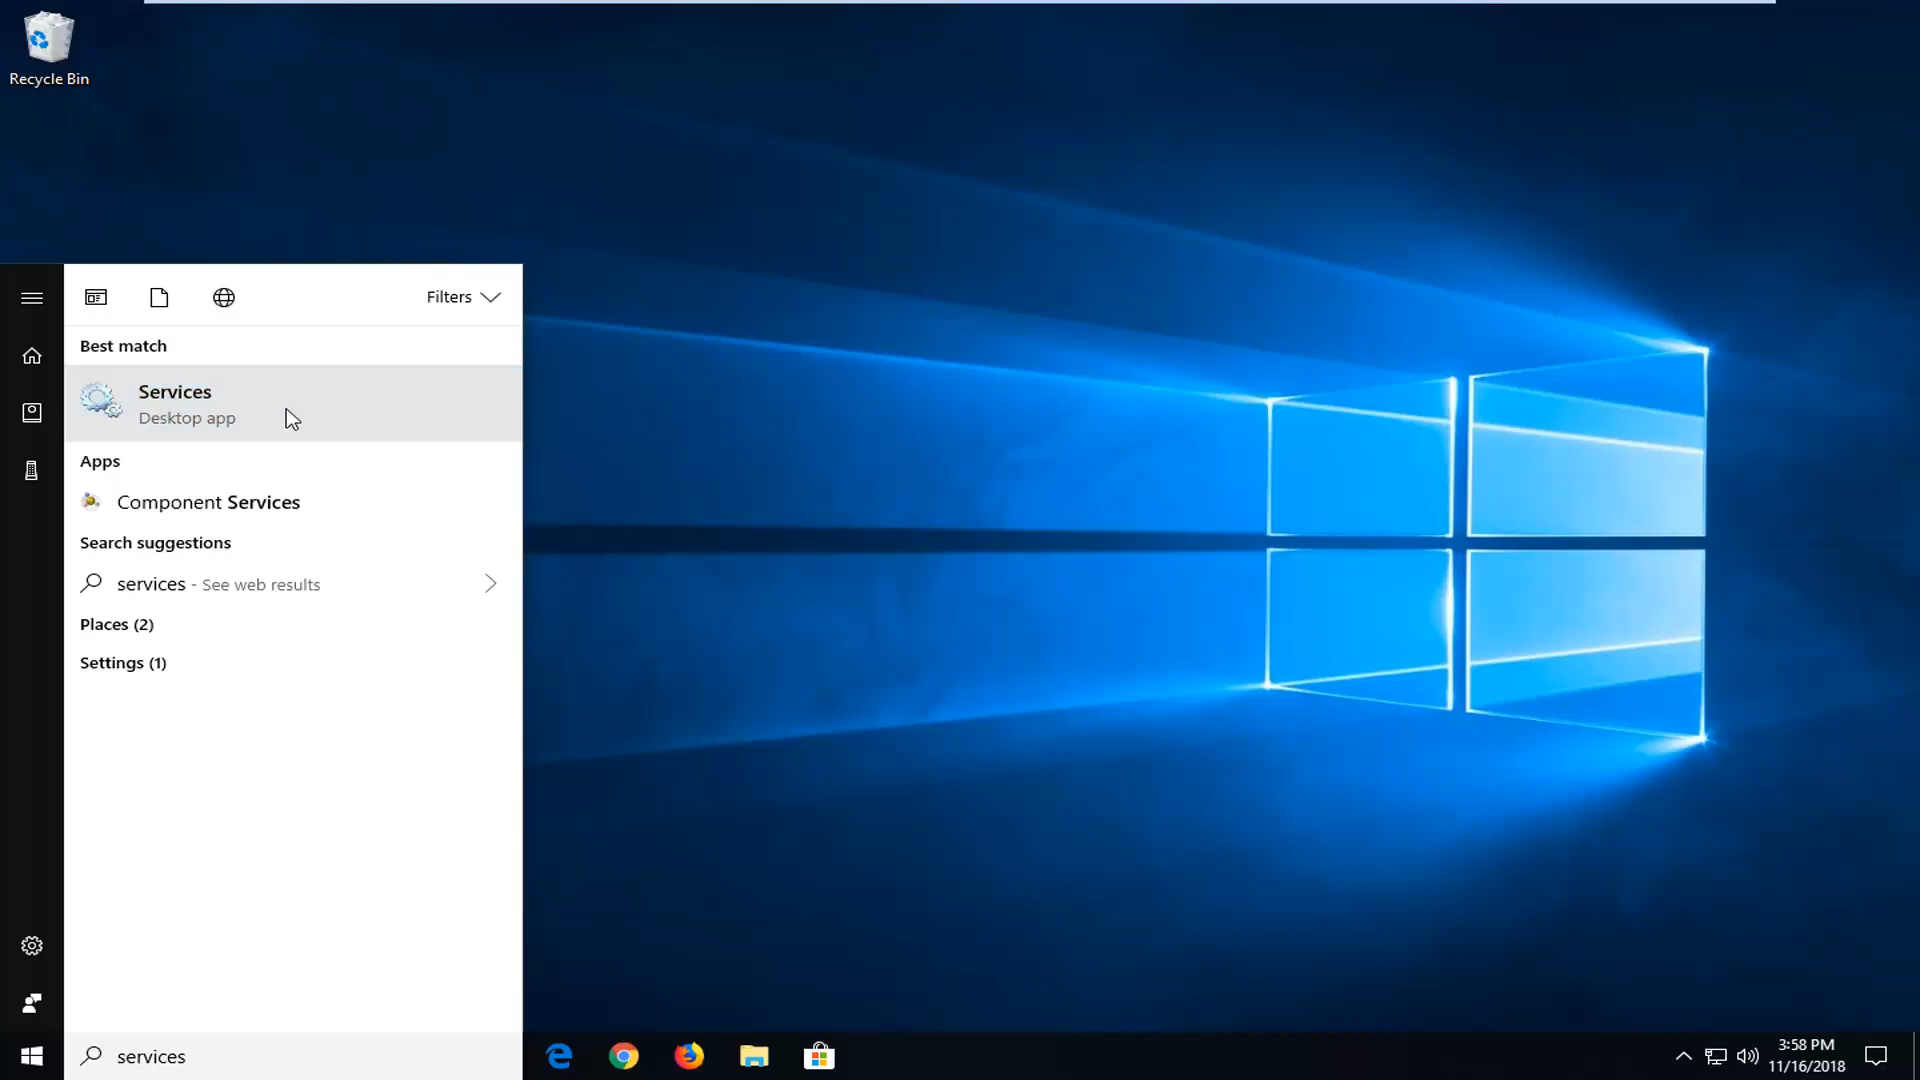 Recycle Bin
Filters
Best match
Services
Desktop app
Apps
Component Services
Search suggestions
services - See web results
Places (2)
Settings (1)
services
3:58 PM
11/16/2018